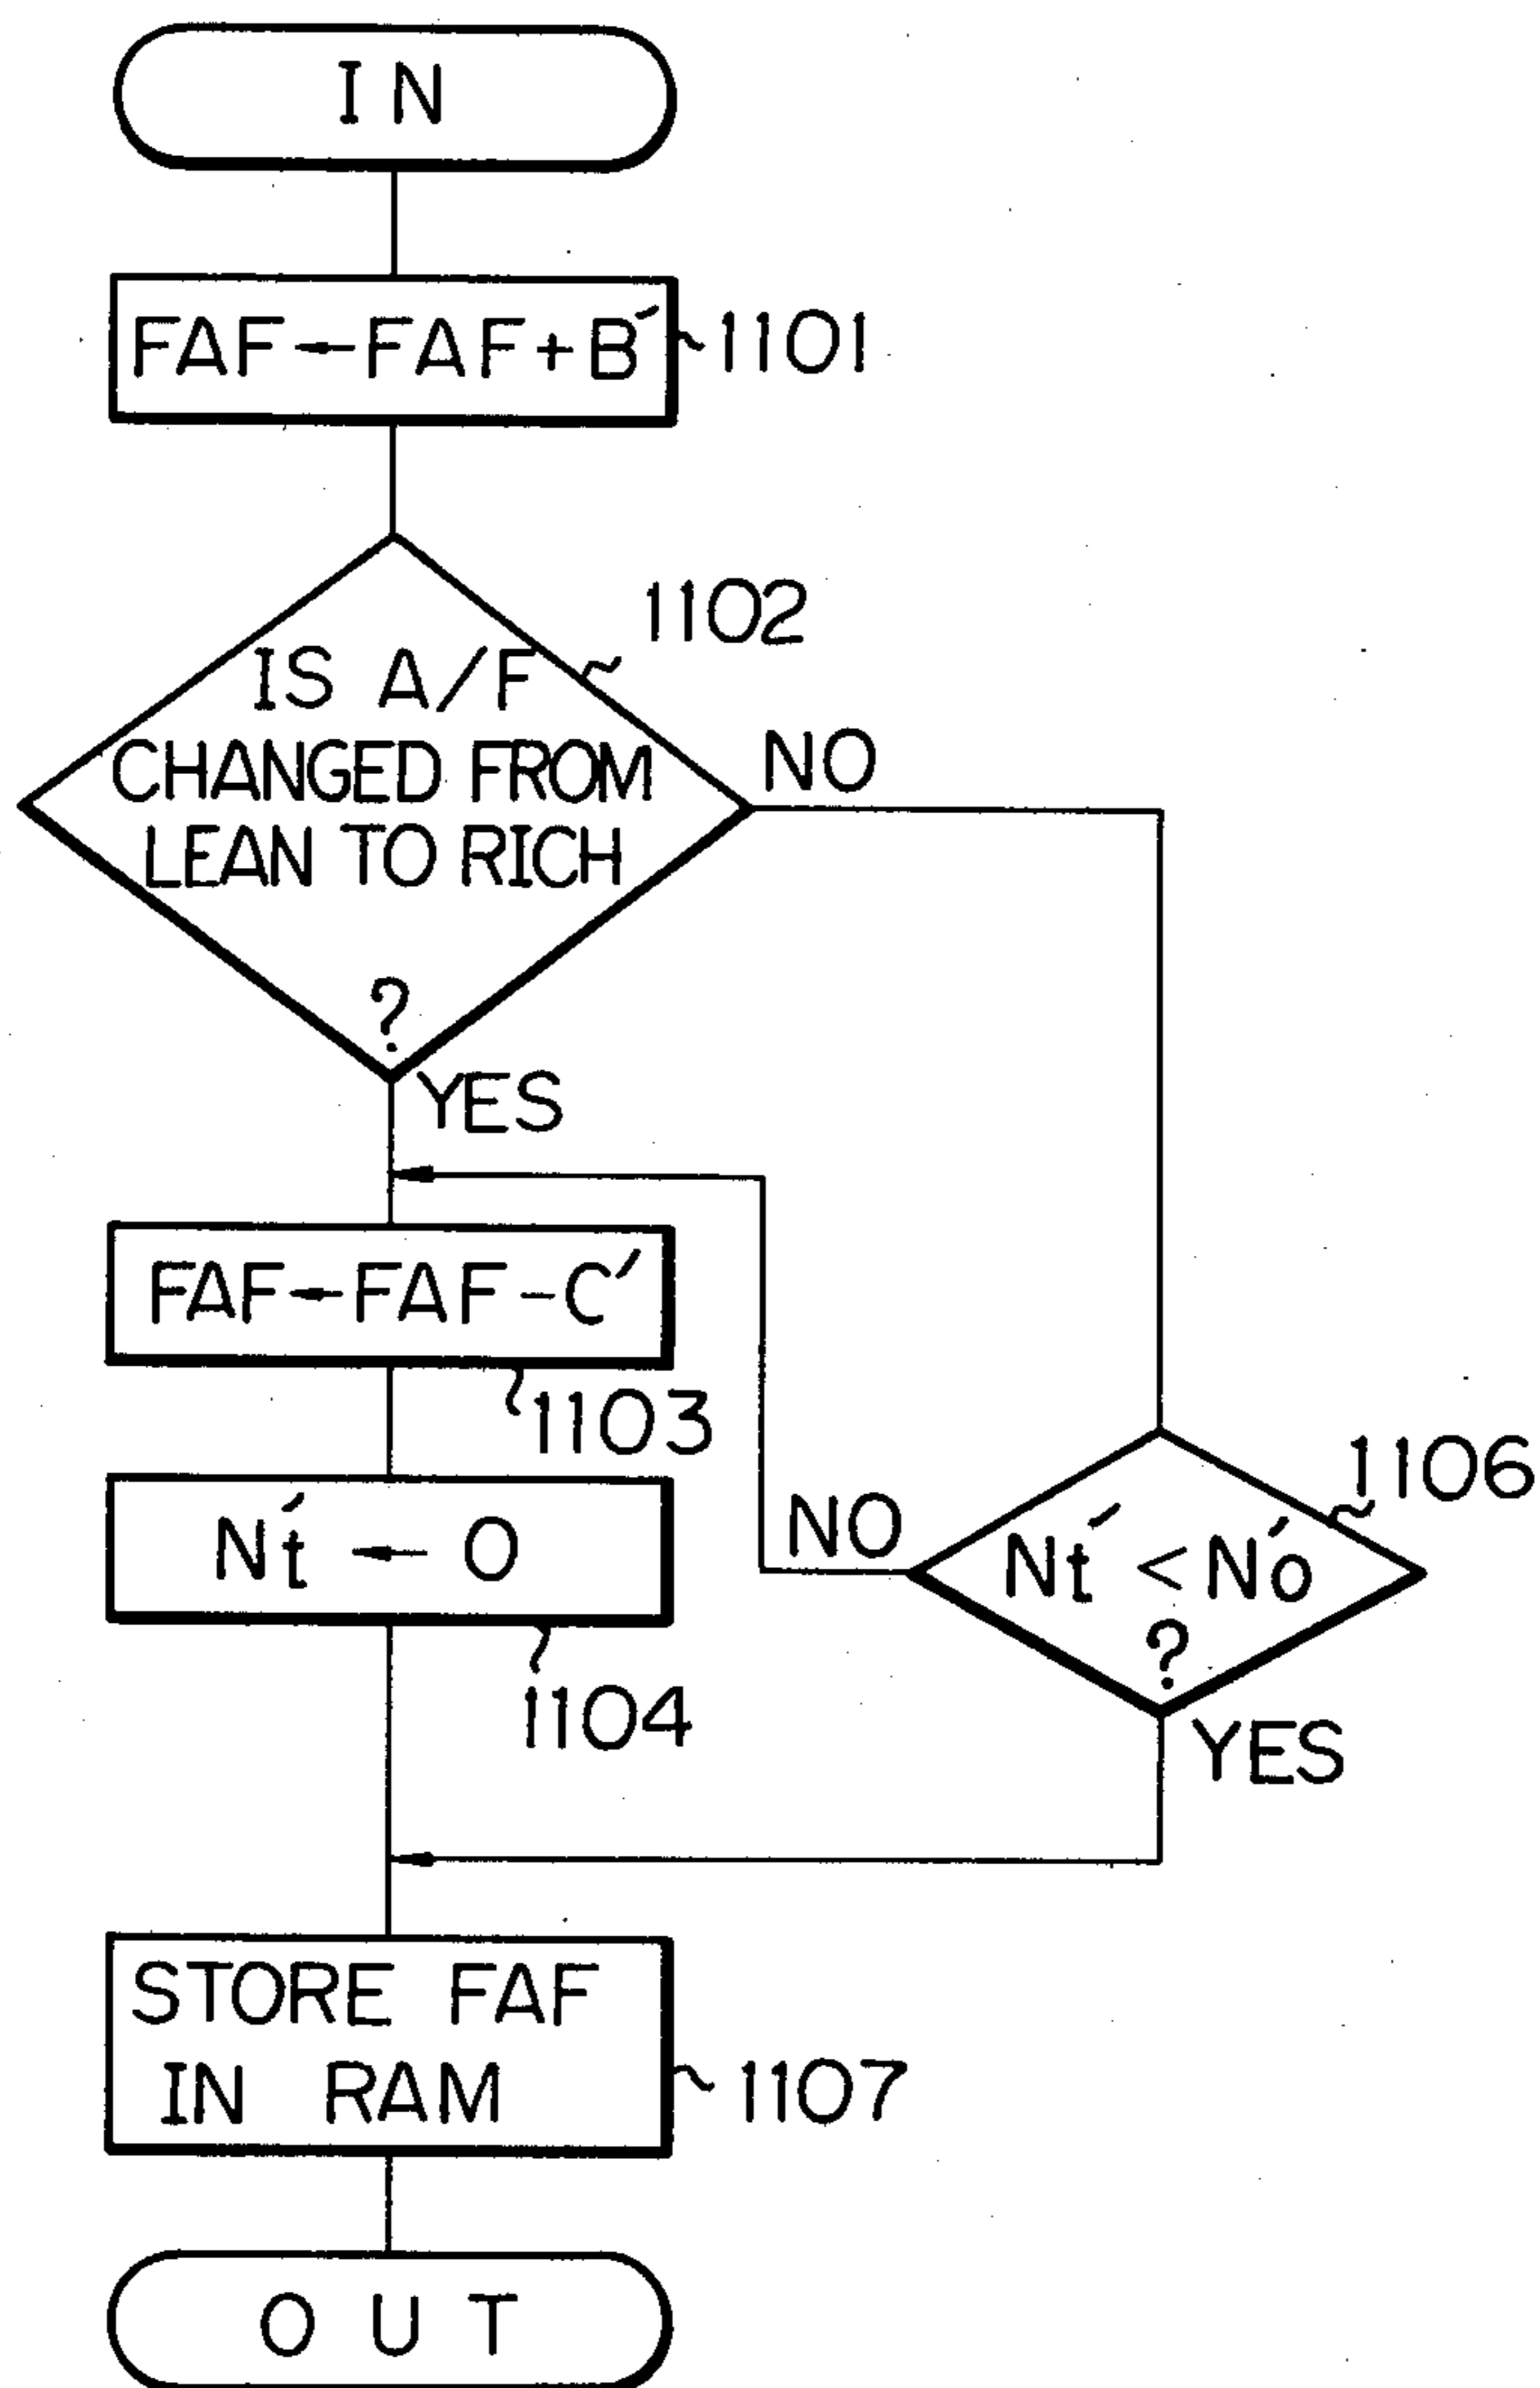 IN
FAF←FAF+B' 1101
1102
IS A/F
CHANGED FROM
LEAN TO RICH
?
NO
YES
FAF←FAF-C'
1103
Nt' ← 0
1104
1106
NO
Nt' < No'
?
YES
STORE FAF
IN RAM
1107
OUT